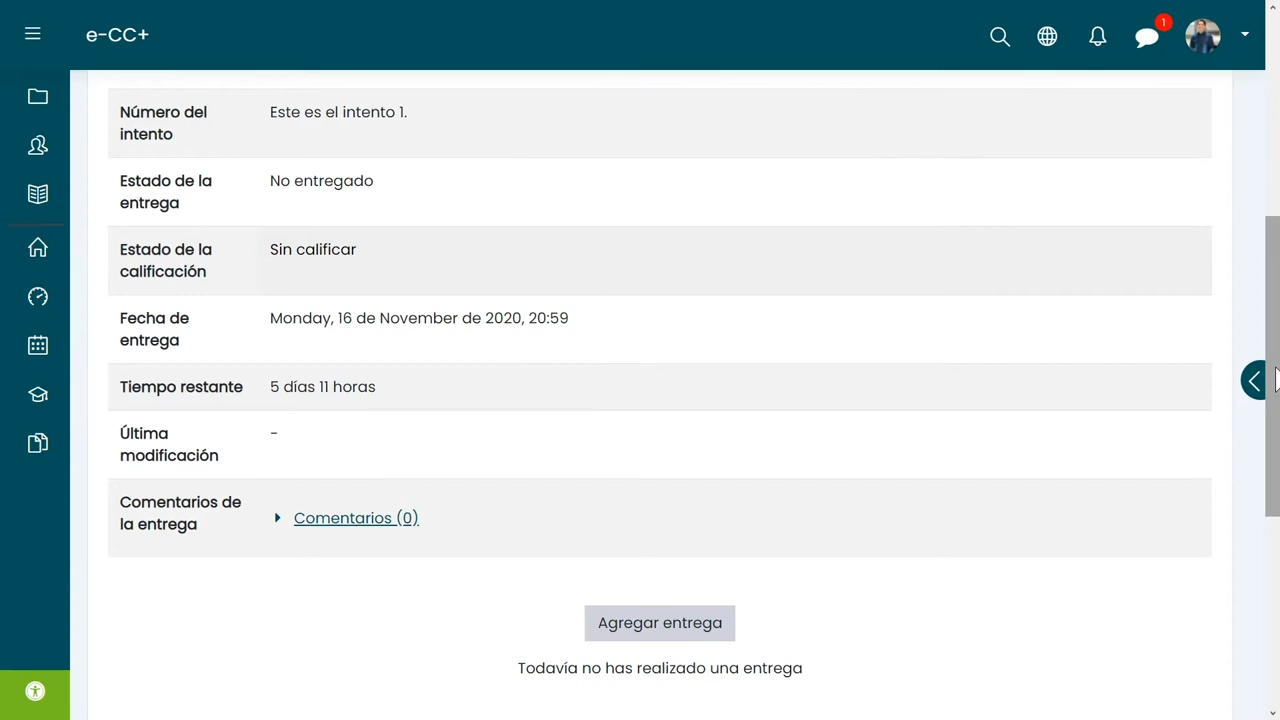 e-CC+
1
Número del
intento
Este es el intento 1.
Estado de la
entrega
No entregado
Estado de la
calificación
Sin calificar
Fecha de
entrega
Monday, 16 de November de 2020, 20:59
Tiempo restante
5 días 11 horas
Última
modificación
-
Comentarios de
la entrega
Comentarios (0)
Agregar entrega
Todavía no has realizado una entrega